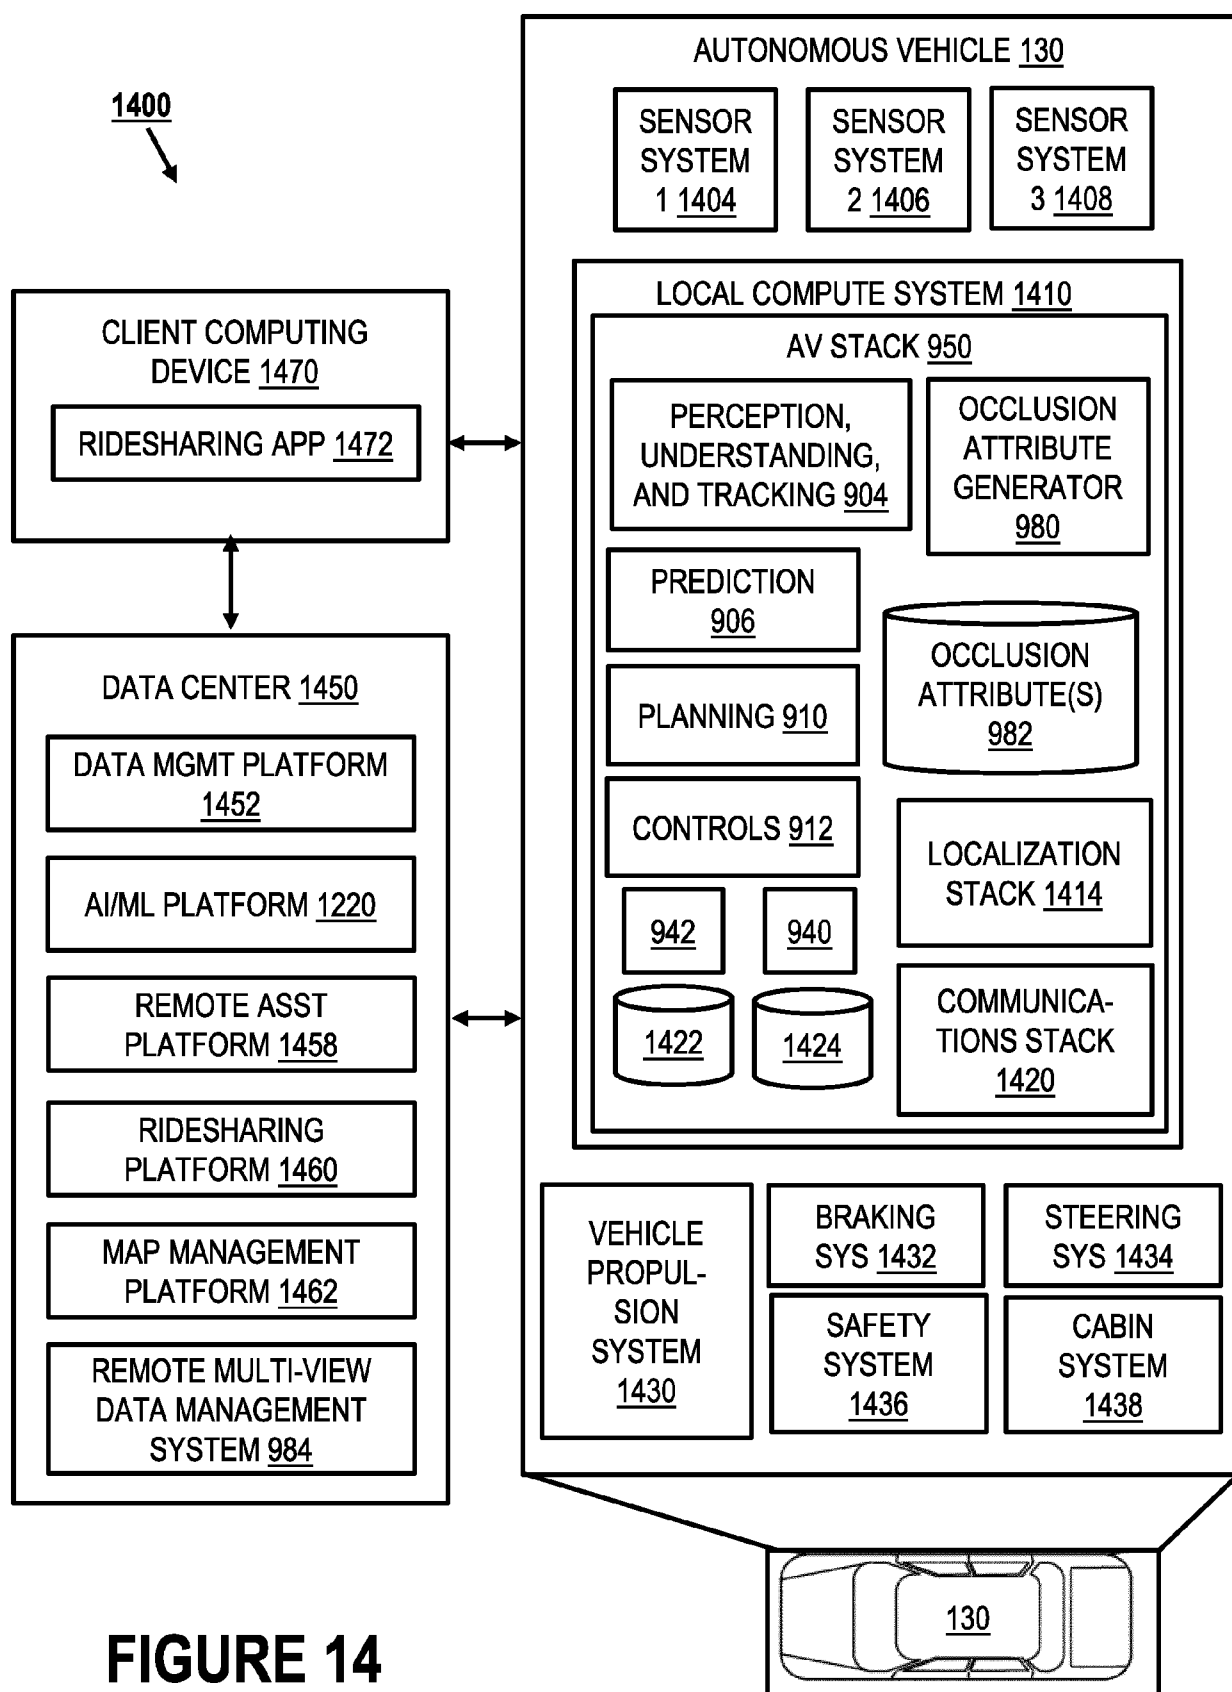 1400
CLIENT COMPUTING
DEVICE 1470
RIDESHARING APP 1472
DATA CENTER 1450
DATA MGMT PLATFORM
1452
AI/ML PLATFORM 1220
REMOTE ASST
PLATFORM 1458
RIDESHARING
PLATFORM 1460
MAP MANAGEMENT
PLATFORM 1462
REMOTE MULTI-VIEW
DATA MANAGEMENT
SYSTEM 984
AUTONOMOUS VEHICLE 130
SENSOR
SYSTEM
1 1404
SENSOR
SYSTEM
2 1406
SENSOR
SYSTEM
3 1408
LOCAL COMPUTE SYSTEM 1410
AV STACK 950
PERCEPTION,
UNDERSTANDING,
AND TRACKING 904
OCCLUSION
ATTRIBUTE
GENERATOR
980
PREDICTION
906
OCCLUSION
ATTRIBUTE(S)
982
PLANNING 910
CONTROLS 912
LOCALIZATION
STACK 1414
942
940
1422
1424
COMMUNICA-
TIONS STACK
1420
VEHICLE
PROPUL-
SION
SYSTEM
1430
BRAKING
SYS 1432
STEERING
SYS 1434
SAFETY
SYSTEM
1436
CABIN
SYSTEM
1438
130
FIGURE 14